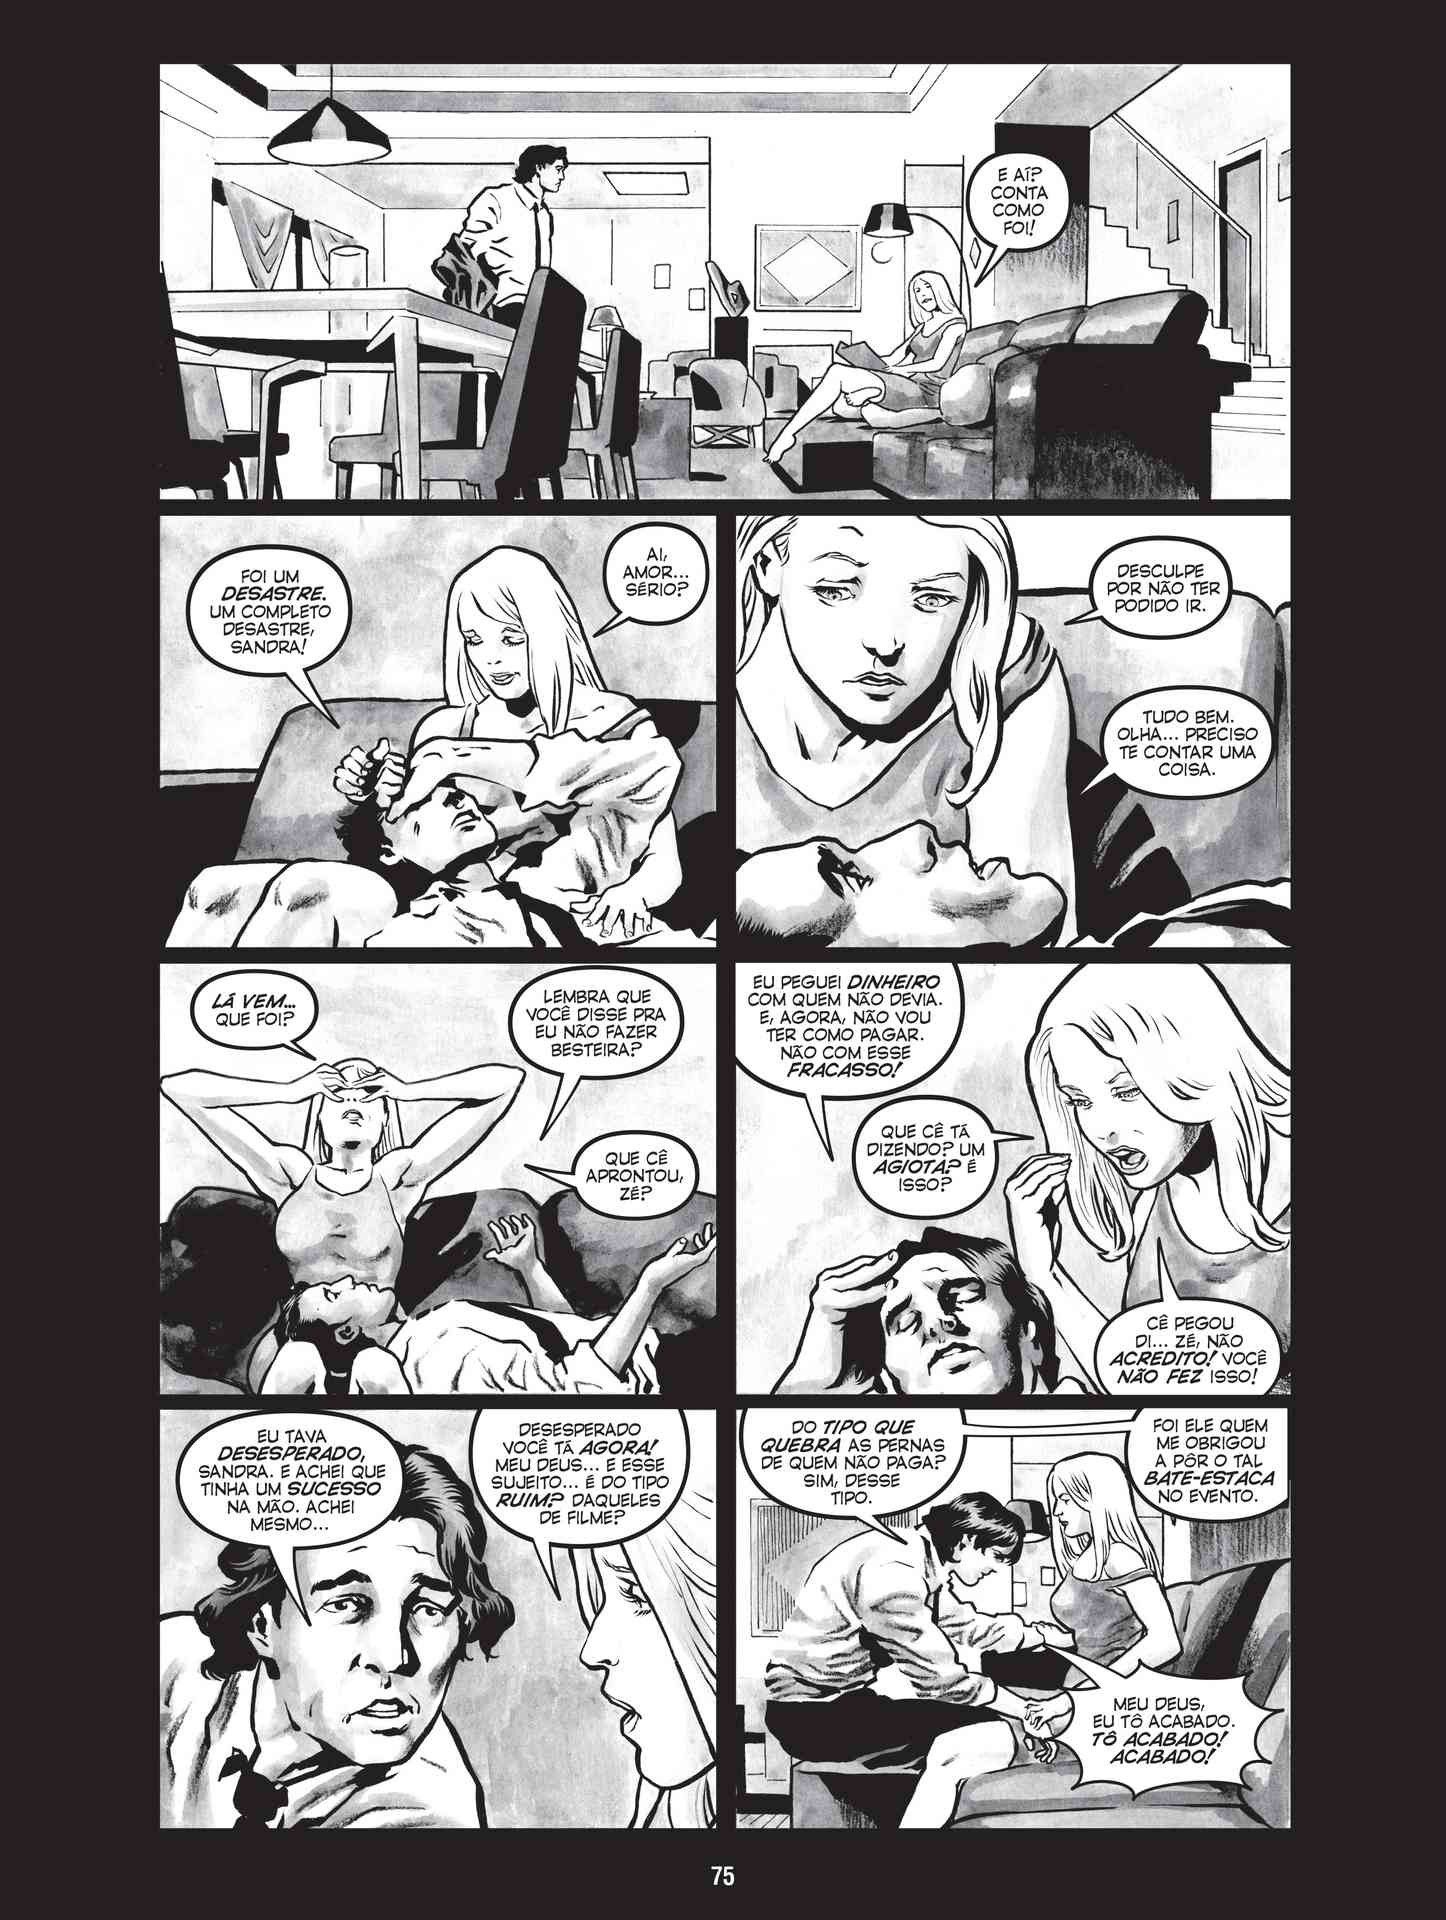 E AÍ?
CONTA
COMO
FOI!
FOI UM
DESASTRE.
UM COMPLETO
DESASTRE,
SANDRA!
AI,
AMOR...
SÉRIO?
DESCULPE
POR NÃO TER
PODIDO IR.
TUDO BEM.
OLHA... PRECISO
TE CONTAR UMA
COISA.
LÁ VEM...
QUE FOI?
LEMBRA QUE
VOCÊ DISSE PRA
EU NÃO FAZER
BESTEIRA?
QUE CÊ
APRONTOU,
ZÉ?
EU PEGUEI DINHEIRO
COM QUEM NÃO DEVIA.
E, AGORA, NÃO VOU
TER COMO PAGAR.
NÃO COM ESSE
FRACASSO!
QUE CÊ TÁ
DIZENDO? UM
AGIOTA? É
ISSO?
CÊ PEGOU
DI... ZÉ, NÃO
ACREDITO! VOCÊ
NÃO FEZ ISSO!
EU TAVA
DESESPERADO,
SANDRA. E ACHEI QUE
TINHA UM SUCESSO
NA MÃO. ACHEI
MESMO...
DESESPERADO
VOCÊ TÁ AGORA!
MEU DEUS... E ESSE
SUJEITO... É DO TIPO
RUIM? DAQUELES
DE FILME?
DO TIPO QUE
QUEBRA AS PERNAS
DE QUEM NÃO PAGA?
SIM, DESSE
TIPO.
FOI ELE QUEM
ME OBRIGOU
A PÔR O TAL
BATE-ESTACA
NO EVENTO.
MEU DEUS,
EU TÔ ACABADO.
TÔ ACABADO!
ACABADO!
75